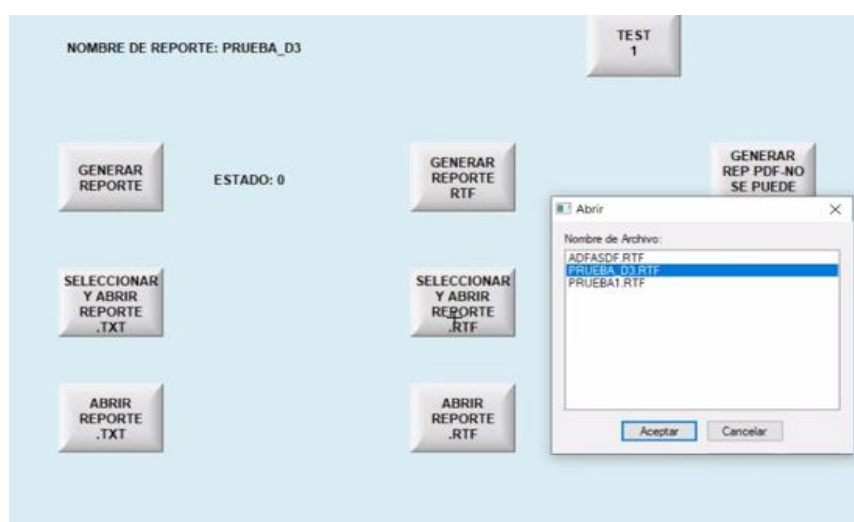 NOMBRE DE REPORTE: PRUEBA_D3
TEST
1
GENERAR
REPORTE
ESTADO: 0
GENERAR
REPORTE
RTF
GENERAR
REP PDF-NO
SE PUEDE
Abrir
Nombre de Archivo:
ADFASDF.RTF
PRUEBA_D3.RTF
PRUEBA1.RTF
Aceptar
Cancelar
SELECCIONAR
Y ABRIR
REPORTE
.TXT
SELECCIONAR
Y ABRIR
REPORTE
.RTF
ABRIR
REPORTE
.TXT
ABRIR
REPORTE
.RTF